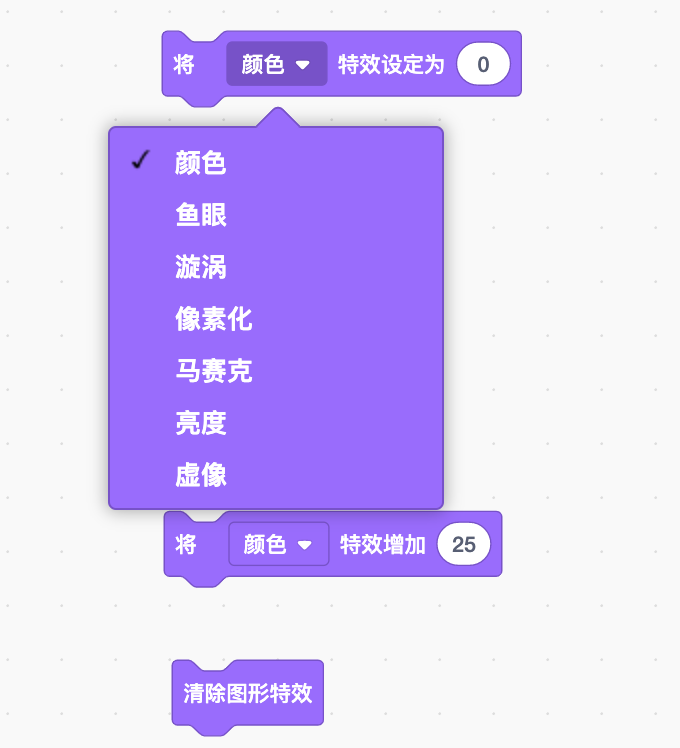 将 颜色 特效设定为 0
颜色
鱼眼
漩涡
像素化
马赛克
亮度
虚像
将 颜色 特效增加 25
清除图形特效